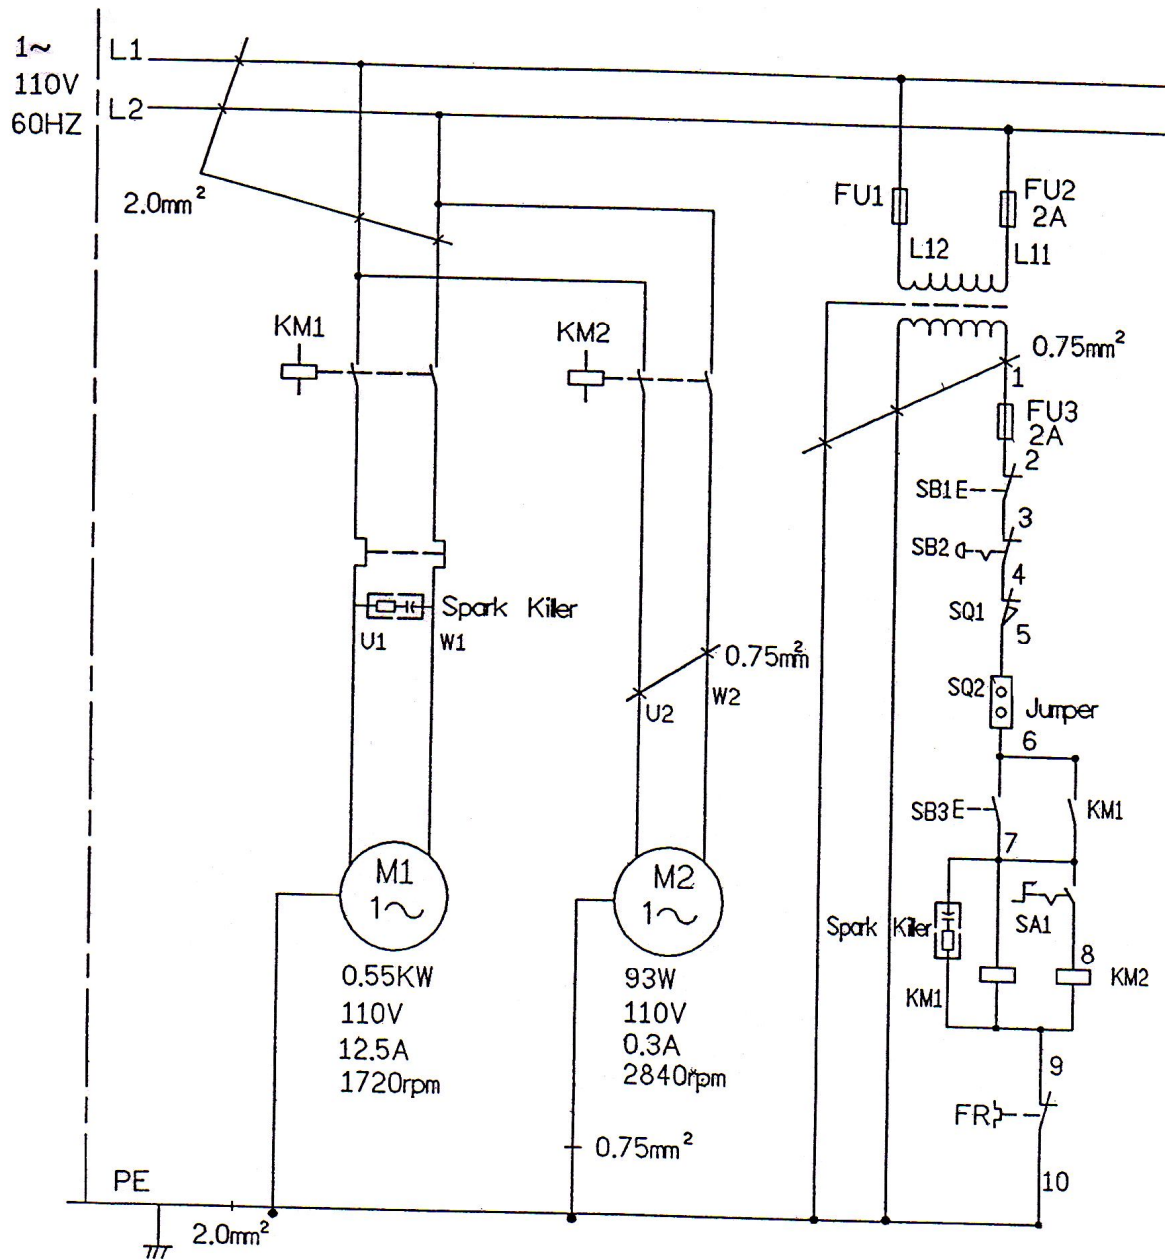 1~
110V
60HZ
L1
L2
2.0mm²
FU1
FU2
2A
L12
L11
KM1
KM2
0.75mm²
1
FU3
2A
2
SB1E
3
SB2
4
SQ1
5
Spark Killer
U1
W1
0.75mm²
U2
W2
SQ2
Jumper
6
SB3E
KM1
7
M1
1~
M2
1~
Spark Killer
SA1
8
KM1
KM2
0.55KW
110V
12.5A
1720rpm
93W
110V
0.3A
2840rpm
9
FR
0.75mm²
10
PE
2.0mm²